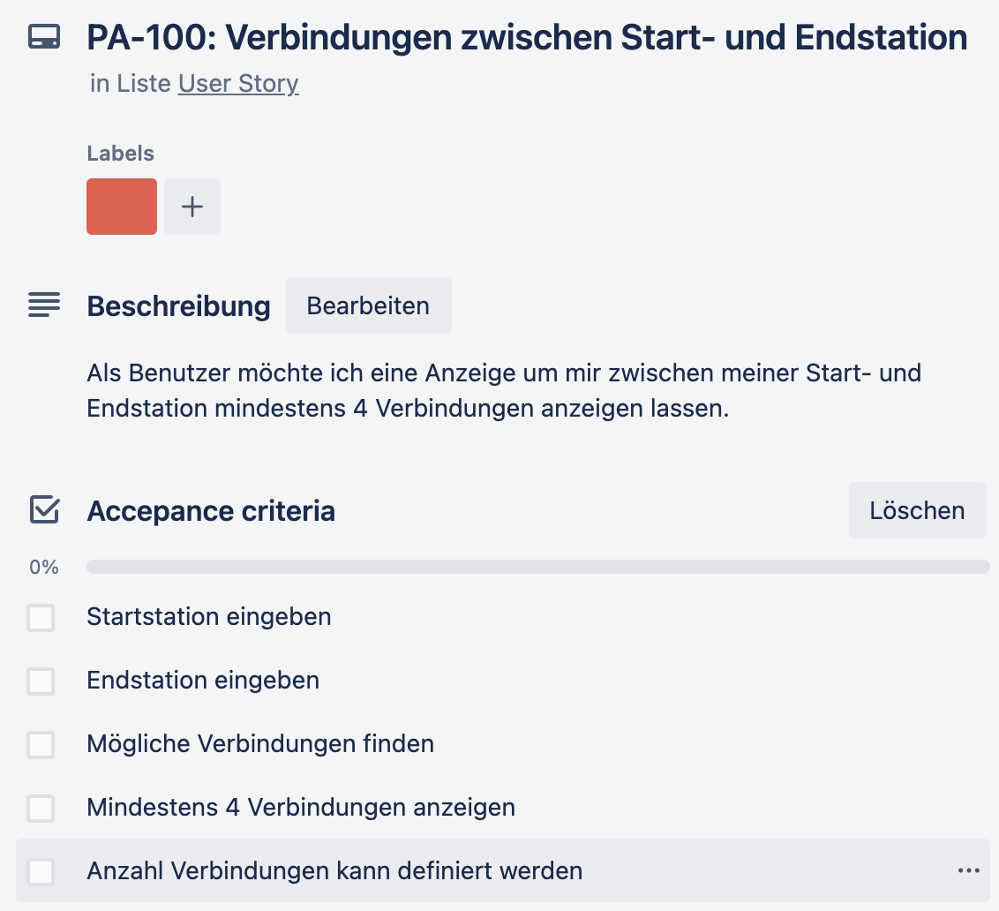 PA-100: Verbindungen zwischen Start- und Endstation
in Liste User Story
Labels
Beschreibung Bearbeiten
Als Benutzer möchte ich eine Anzeige um mir zwischen meiner Start- und
Endstation mindestens 4 Verbindungen anzeigen lassen.
Accepance criteria Löschen
0%
Startstation eingeben
Endstation eingeben
Mögliche Verbindungen finden
Mindestens 4 Verbindungen anzeigen
Anzahl Verbindungen kann definiert werden